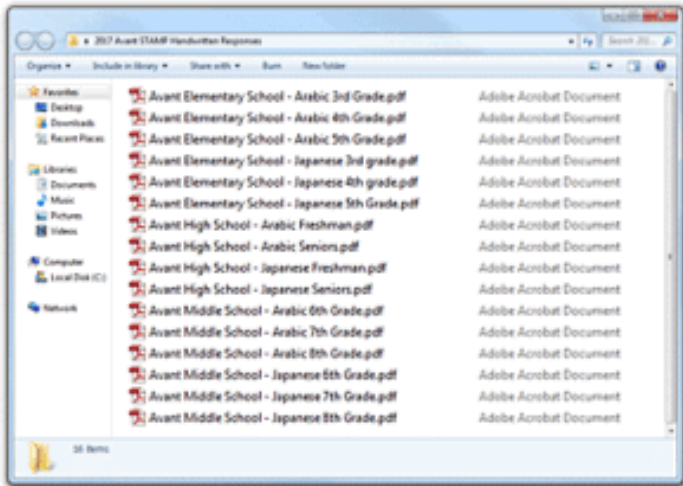 2017 Avant STAMP Handwritten Responses
Search 201...
Organize Include in library Share with Burn New folder
Favorites
Desktop
Downloads
Recent Places
Libraries
Documents
Music
Pictures
Videos
Computer
Local Disk (C:)
Network
Avant Elementary School - Arabic 3rd Grade.pdf Adobe Acrobat Document
Avant Elementary School - Arabic 4th Grade.pdf Adobe Acrobat Document
Avant Elementary School - Arabic 5th Grade.pdf Adobe Acrobat Document
Avant Elementary School - Japanese 3rd grade.pdf Adobe Acrobat Document
Avant Elementary School - Japanese 4th grade.pdf Adobe Acrobat Document
Avant Elementary School - Japanese 5th Grade.pdf Adobe Acrobat Document
Avant High School - Arabic Freshman.pdf Adobe Acrobat Document
Avant High School - Arabic Seniors.pdf Adobe Acrobat Document
Avant High School - Japanese Freshman.pdf Adobe Acrobat Document
Avant High School - Japanese Seniors.pdf Adobe Acrobat Document
Avant Middle School - Arabic 6th Grade.pdf Adobe Acrobat Document
Avant Middle School - Arabic 7th Grade.pdf Adobe Acrobat Document
Avant Middle School - Arabic 8th Grade.pdf Adobe Acrobat Document
Avant Middle School - Japanese 6th Grade.pdf Adobe Acrobat Document
Avant Middle School - Japanese 7th Grade.pdf Adobe Acrobat Document
Avant Middle School - Japanese 8th Grade.pdf Adobe Acrobat Document
16 items